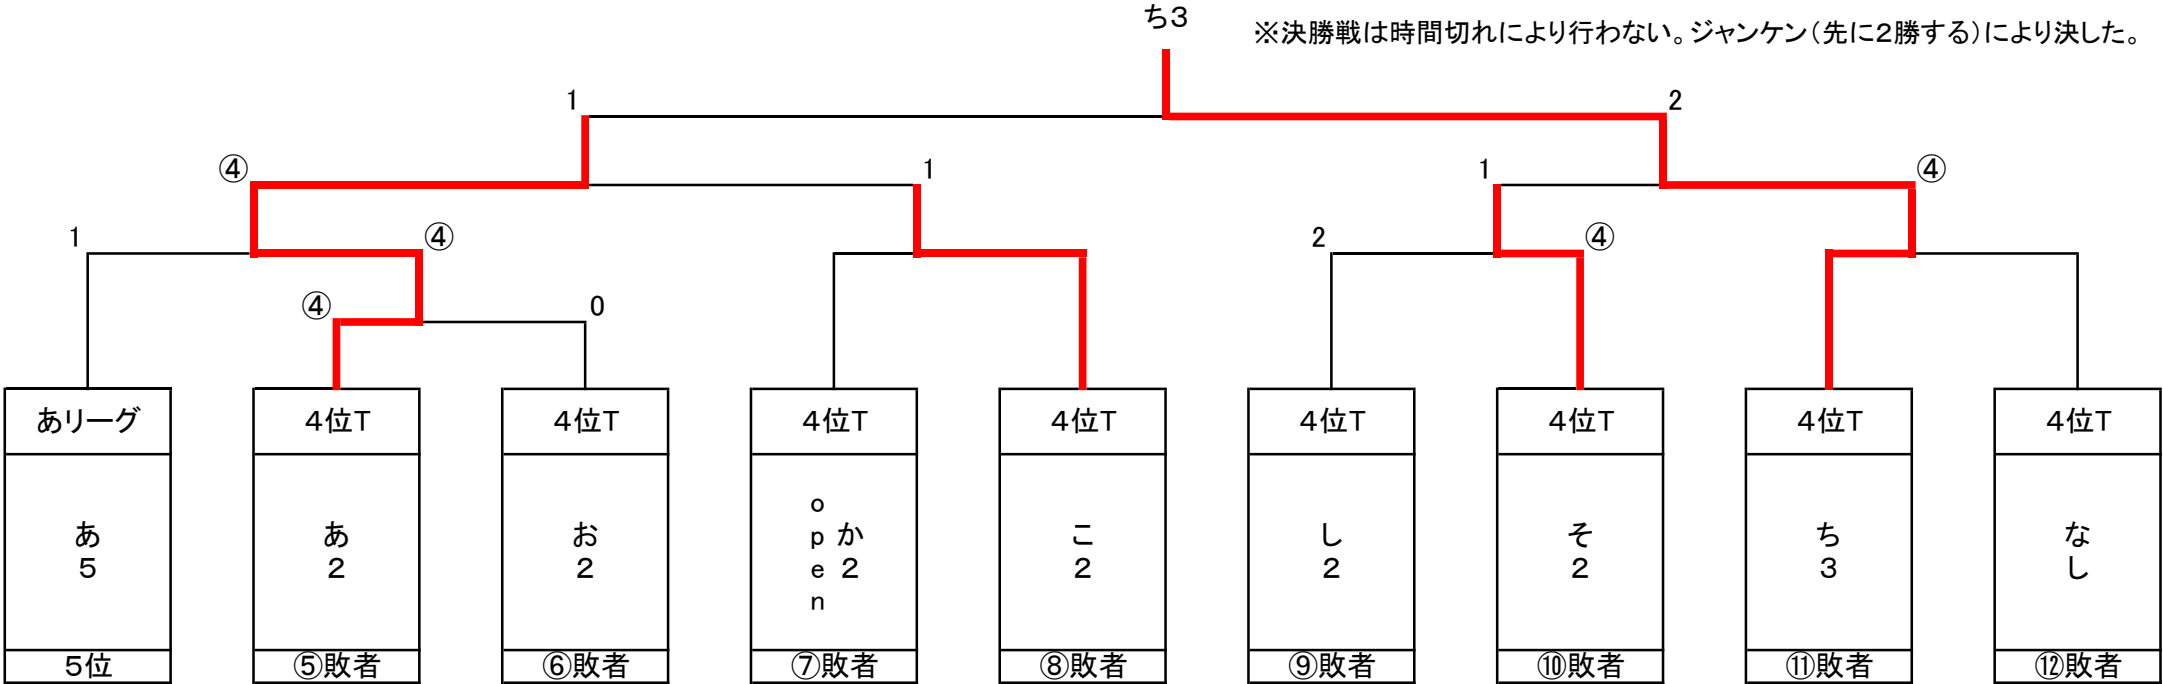 ち3
※決勝戦は時間切れにより行わない。ジャンケン(先に2勝する)により決した。
1
2
④
1
1
④
1
④
2
④
④
0
あリーグ
4位T
4位T
4位T
4位T
4位T
4位T
4位T
4位T
あ5
あ2
お2
open
か2
こ2
し2
そ2
ち3
なし
5位
⑤敗者
⑥敗者
⑦敗者
⑧敗者
⑨敗者
⑩敗者
⑪敗者
⑫敗者